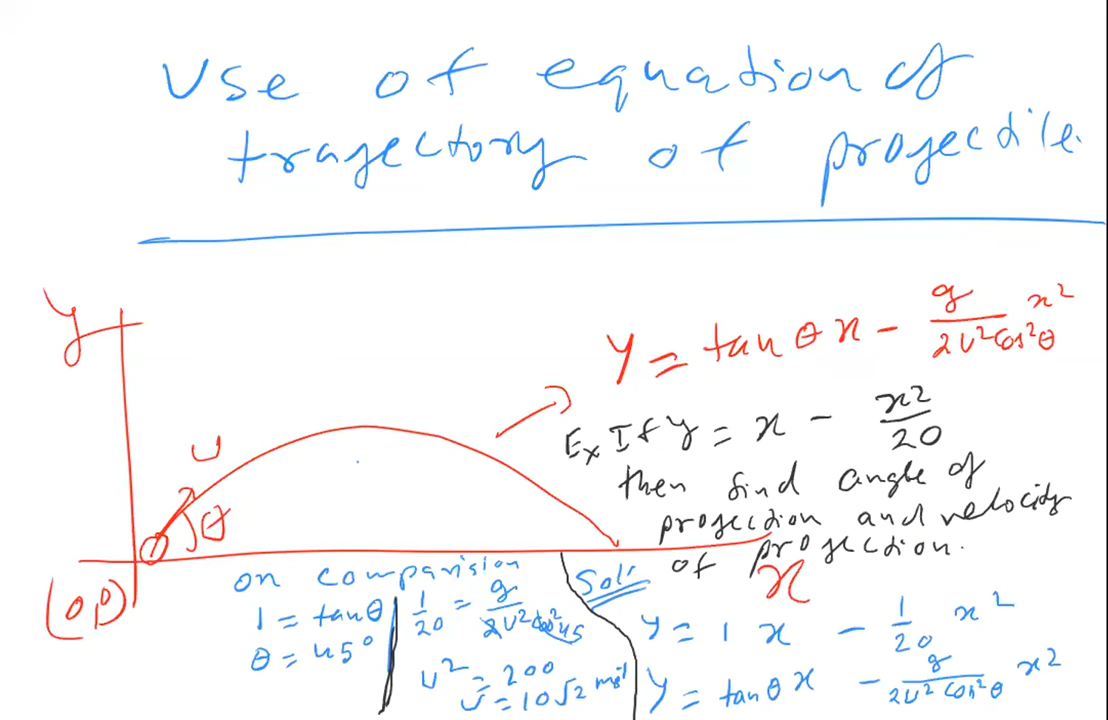 Use of equation of
trajectory of projectile.
y
y = tanθ x - g/2U²Cos²θ x²
Ex If y = x - x²/20
then find angle of
projection and velocity
of projection.
U
θ
(0,0)
x
Sol:
y = 1 x - 1/20 x²
y = tanθ x - g/2U²Cos²θ x²
on comparision
1 = tanθ
θ = 45°
1/20 = g/2U²Cos²45
U² = 200
U = 10√2 ms⁻¹